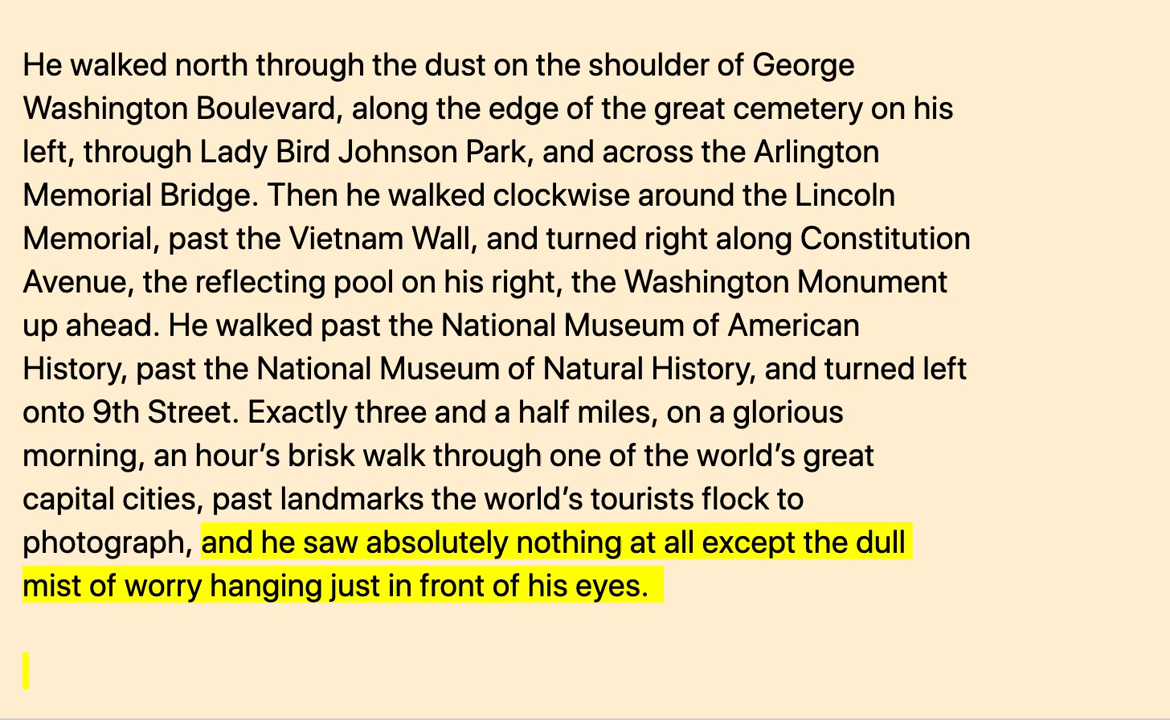 He walked north through the dust on the shoulder of George
Washington Boulevard, along the edge of the great cemetery on his
left, through Lady Bird Johnson Park, and across the Arlington
Memorial Bridge. Then he walked clockwise around the Lincoln
Memorial, past the Vietnam Wall, and turned right along Constitution
Avenue, the reflecting pool on his right, the Washington Monument
up ahead. He walked past the National Museum of American
History, past the National Museum of Natural History, and turned left
onto 9th Street. Exactly three and a half miles, on a glorious
morning, an hour’s brisk walk through one of the world’s great
capital cities, past landmarks the world’s tourists flock to
photograph, and he saw absolutely nothing at all except the dull
mist of worry hanging just in front of his eyes.